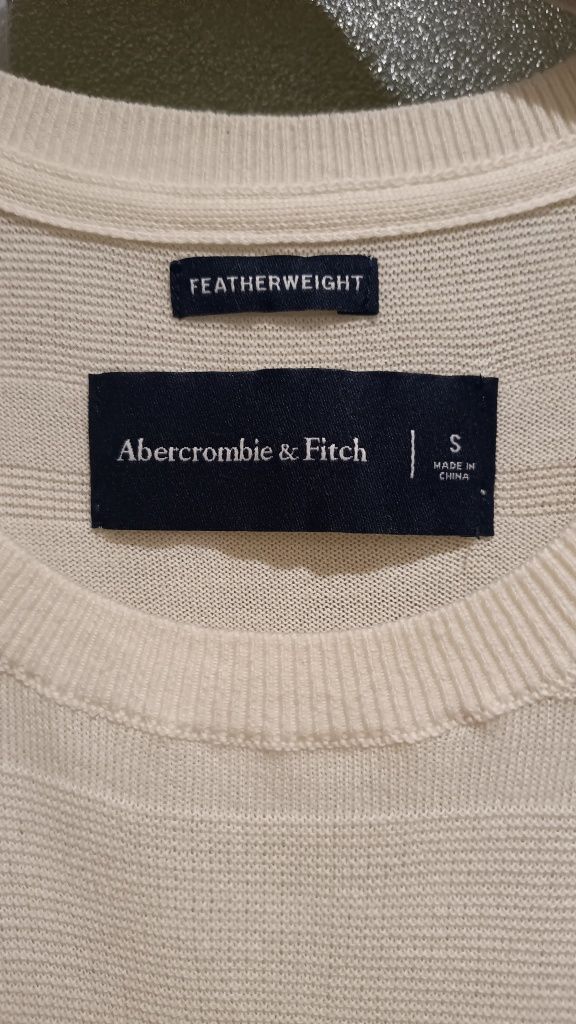 FEATHERWEIGHT
Abercrombie & Fitch
S
MADE IN
CHINA